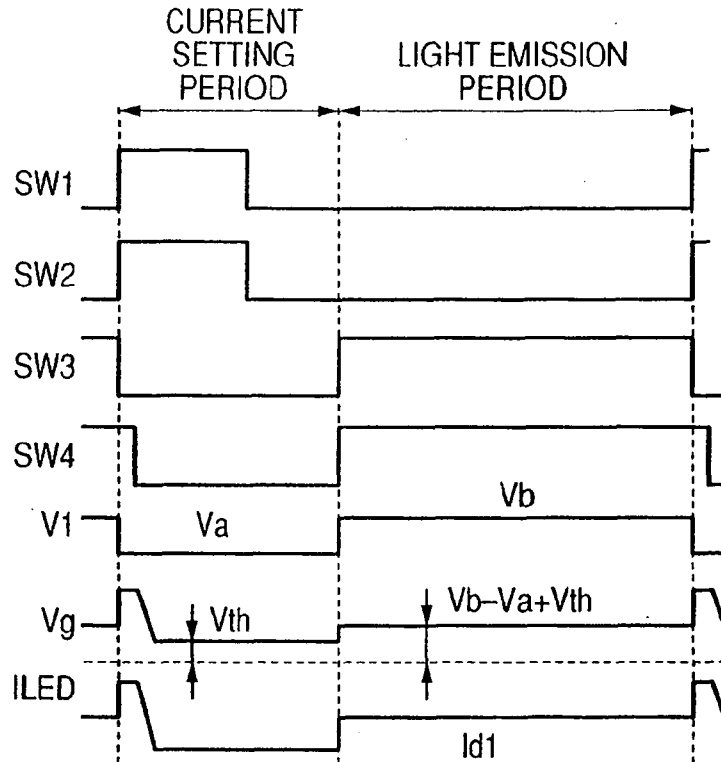 CURRENT
SETTING
PERIOD
LIGHT EMISSION
PERIOD
SW1
SW2
SW3
SW4
V1
Va
Vb
Vg
Vth
Vb–Va+Vth
ILED
Id1